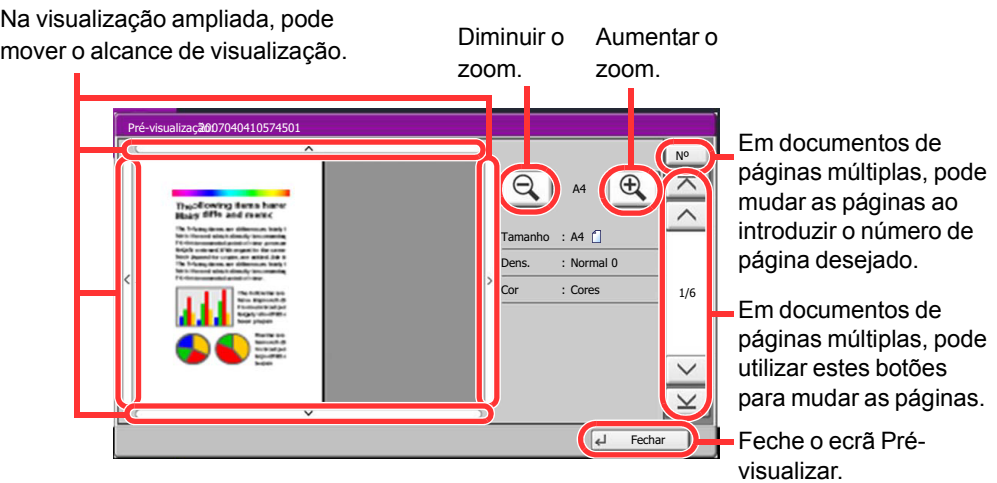 Na visualização ampliada, pode
mover o alcance de visualização.
Diminuir o
zoom.
Aumentar o
zoom.
Pré-visualização
2007040410574501
A4
Tamanho : A4
Dens. : Normal 0
Cor : Cores
Nº
1/6
Fechar
Em documentos de
páginas múltiplas, pode
mudar as páginas ao
introduzir o número de
página desejado.
Em documentos de
páginas múltiplas, pode
utilizar estes botões
para mudar as páginas.
Feche o ecrã Pré-
visualizar.